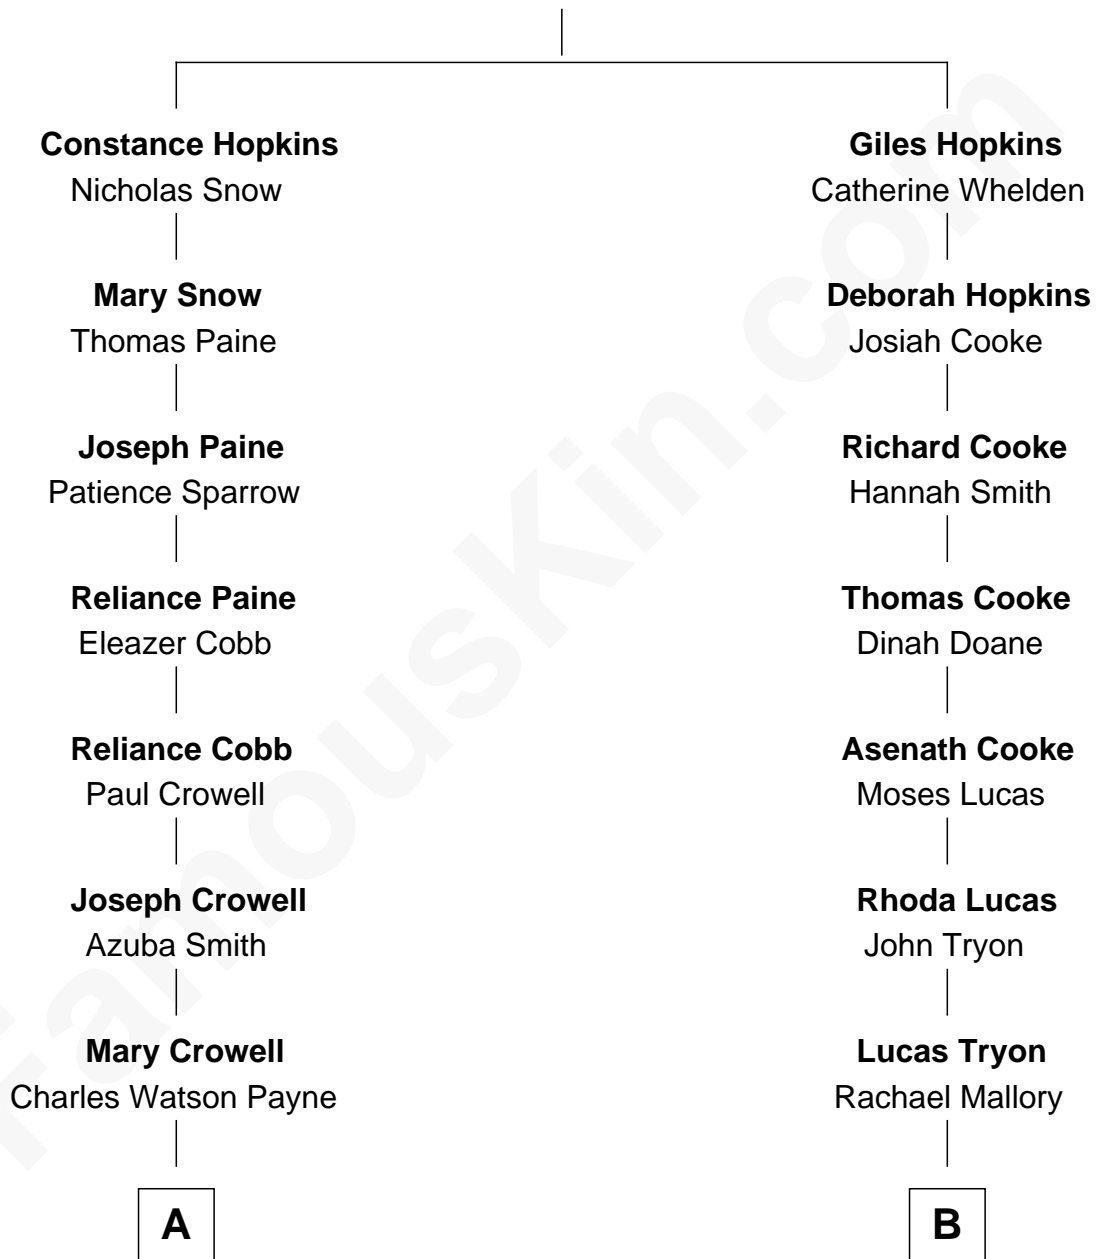 Constance Hopkins
Nicholas Snow
Mary Snow
Thomas Paine
Joseph Paine
Patience Sparrow
Reliance Paine
Eleazer Cobb
Reliance Cobb
Paul Crowell
Joseph Crowell
Azuba Smith
Mary Crowell
Charles Watson Payne
A
Giles Hopkins
Catherine Whelden
Deborah Hopkins
Josiah Cooke
Richard Cooke
Hannah Smith
Thomas Cooke
Dinah Doane
Asenath Cooke
Moses Lucas
Rhoda Lucas
John Tryon
Lucas Tryon
Rachael Mallory
B
FamousKin.com